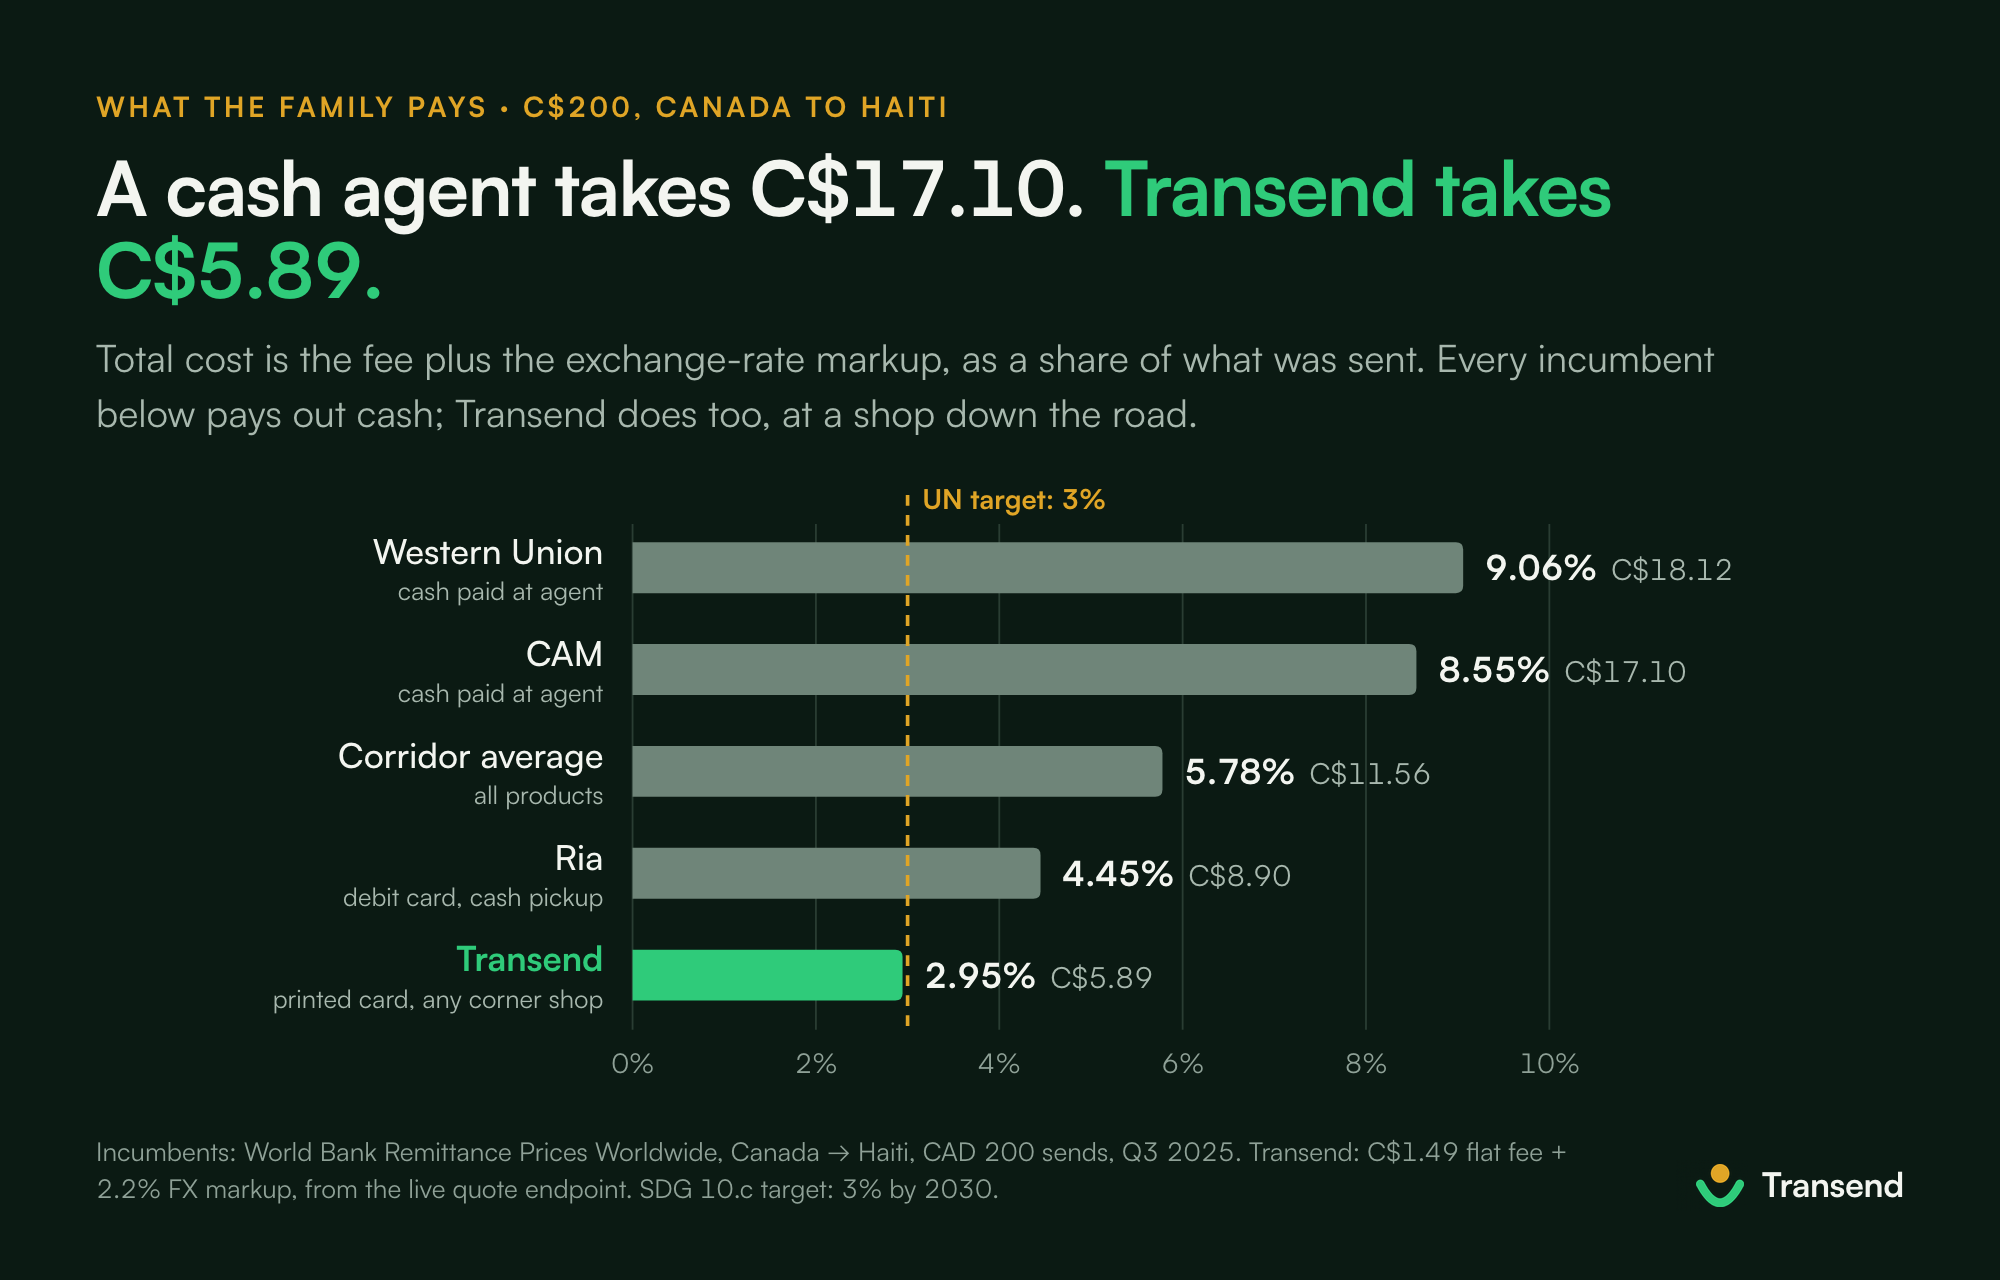 WHAT THE FAMILY PAYS · C$200, CANADA TO HAITI
A cash agent takes C$17.10. Transend takes
C$5.89.
Total cost is the fee plus the exchange-rate markup, as a share of what was sent. Every incumbent
below pays out cash; Transend does too, at a shop down the road.
UN target: 3%
Western Union
cash paid at agent
9.06% C$18.12
CAM
cash paid at agent
8.55% C$17.10
Corridor average
all products
5.78% C$11.56
Ria
debit card, cash pickup
4.45% C$8.90
Transend
printed card, any corner shop
2.95% C$5.89
0% 2% 4% 6% 8% 10%
Incumbents: World Bank Remittance Prices Worldwide, Canada → Haiti, CAD 200 sends, Q3 2025. Transend: C$1.49 flat fee +
2.2% FX markup, from the live quote endpoint. SDG 10.c target: 3% by 2030.
Transend